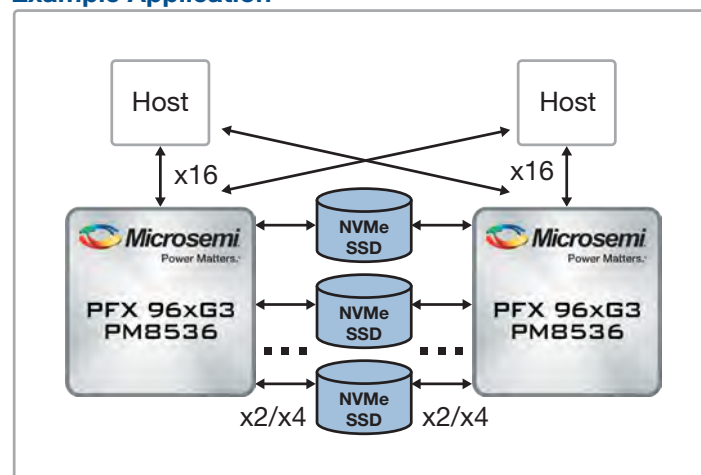 Example Application
Host
Host
x16
x16
Microsemi
Power Matters.
PFX 96xG3
PM8536
NVMe
SSD
NVMe
SSD
NVMe
SSD
Microsemi
Power Matters.
PFX 96xG3
PM8536
x2/x4
x2/x4